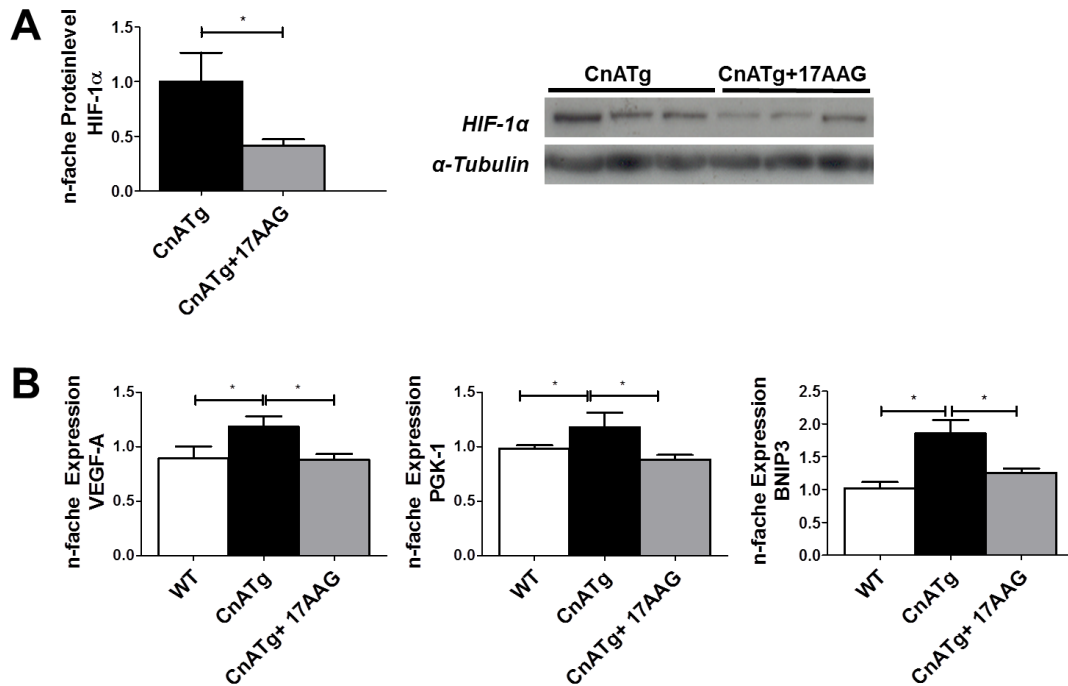 A
n-fache Proteinlevel
HIF-1α
1.5
1.0
0.5
0.0
*
CnATg
CnATg+17AAG
CnATg
CnATg+17AAG
HIF-1α
α-Tubulin
B
n-fache Expression
VEGF-A
1.5
1.0
0.5
0.0
*
*
WT
CnATg
CnATg+ 17AAG
n-fache Expression
PGK-1
1.5
1.0
0.5
0.0
*
*
WT
CnATg
CnATg+ 17AAG
n-fache Expression
BNIP3
2.5
2.0
1.5
1.0
0.5
0.0
*
*
WT
CnATg
CnATg+ 17AAG